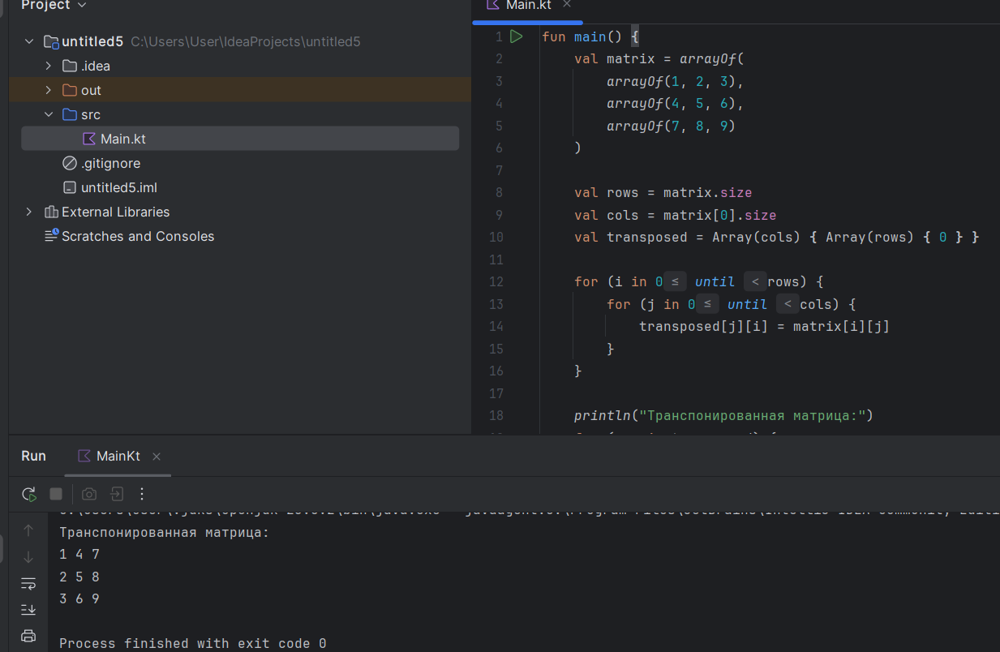 Project
untitled5 C:\Users\User\IdeaProjects\untitled5
.idea
out
src
Main.kt
.gitignore
untitled5.iml
External Libraries
Scratches and Consoles
Main.kt
1 fun main() {
2 val matrix = arrayOf(
3 arrayOf(1, 2, 3),
4 arrayOf(4, 5, 6),
5 arrayOf(7, 8, 9)
6 )
7
8 val rows = matrix.size
9 val cols = matrix[0].size
10 val transposed = Array(cols) { Array(rows) { 0 } }
11
12 for (i in 0 ≤ until < rows) {
13 for (j in 0 ≤ until < cols) {
14 transposed[j][i] = matrix[i][j]
15 }
16 }
17
18 println("Транспонированная матрица:")
Run MainKt
Транспонированная матрица:
1 4 7
2 5 8
3 6 9
Process finished with exit code 0